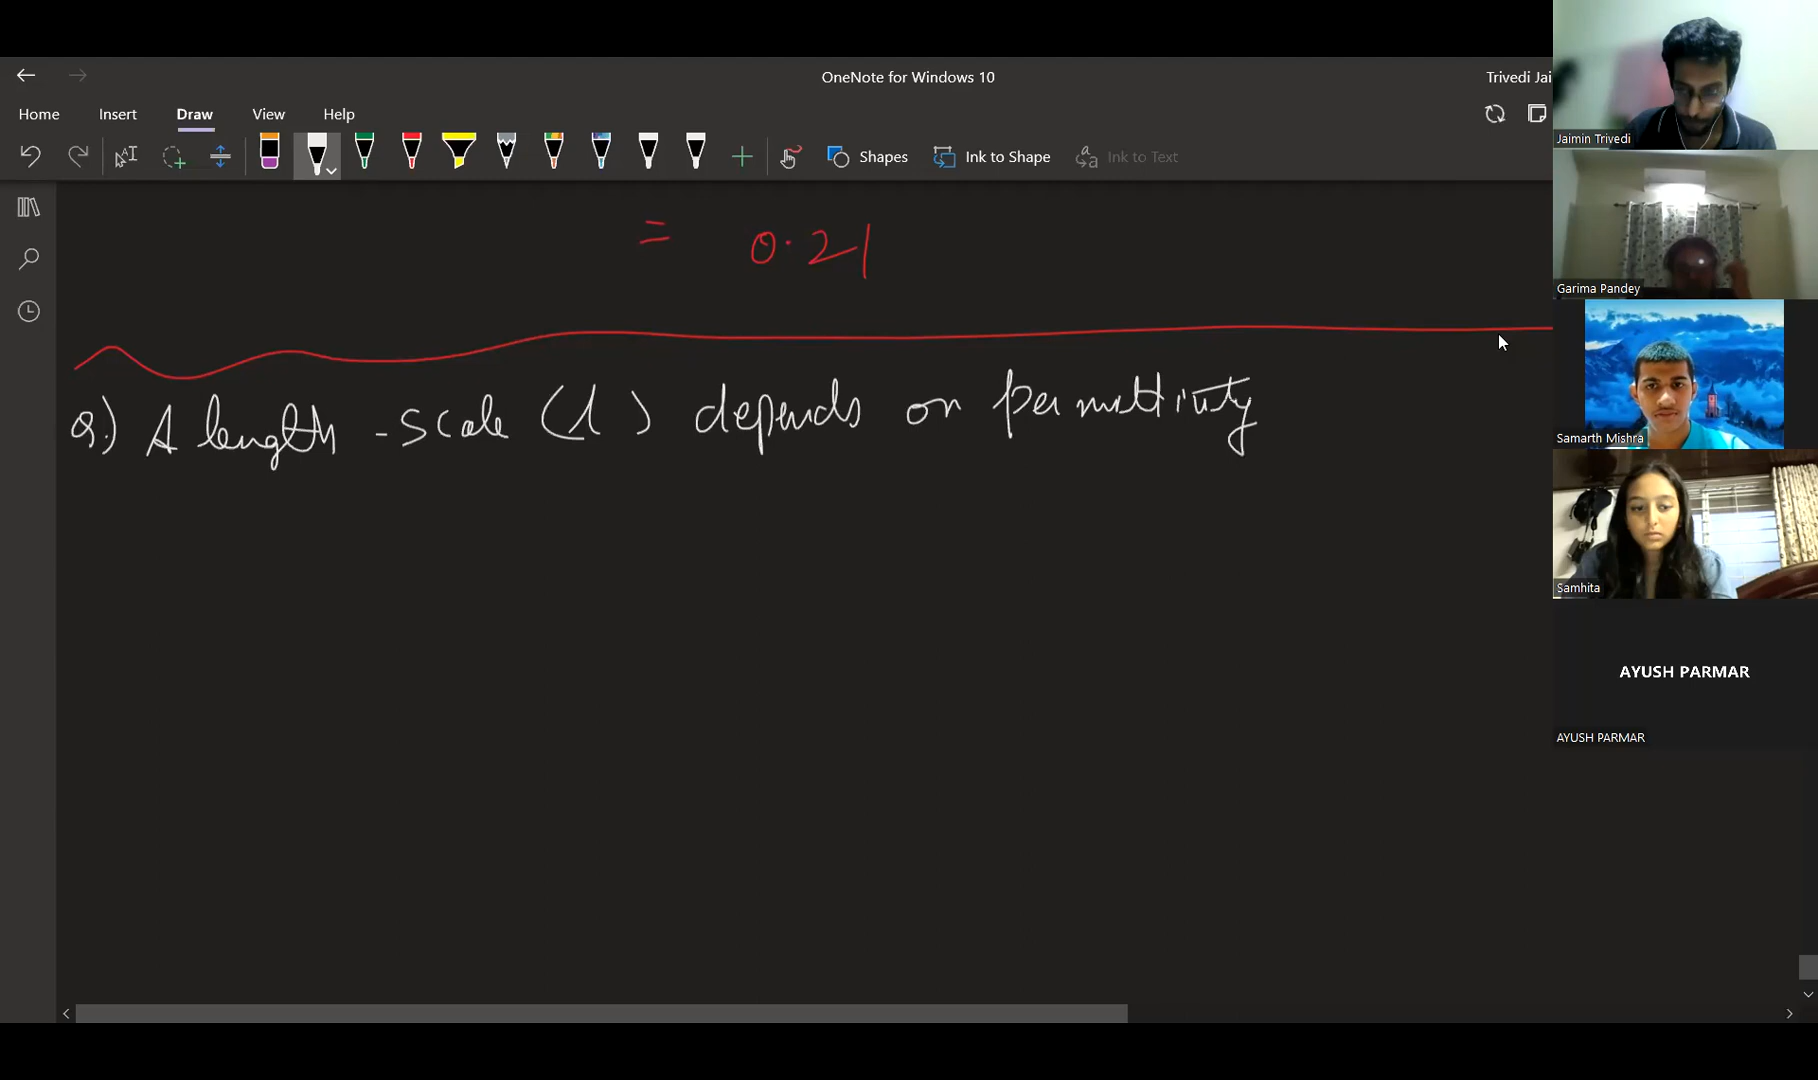 OneNote for Windows 10
Trivedi Jai
Home Insert Draw View Help
Shapes Ink to Shape Ink to Text
= 0.21
Q.) A length-scale (l) depends on permittivity
Jaimin Trivedi
Garima Pandey
Samarth Mishra
Samhita
AYUSH PARMAR
AYUSH PARMAR